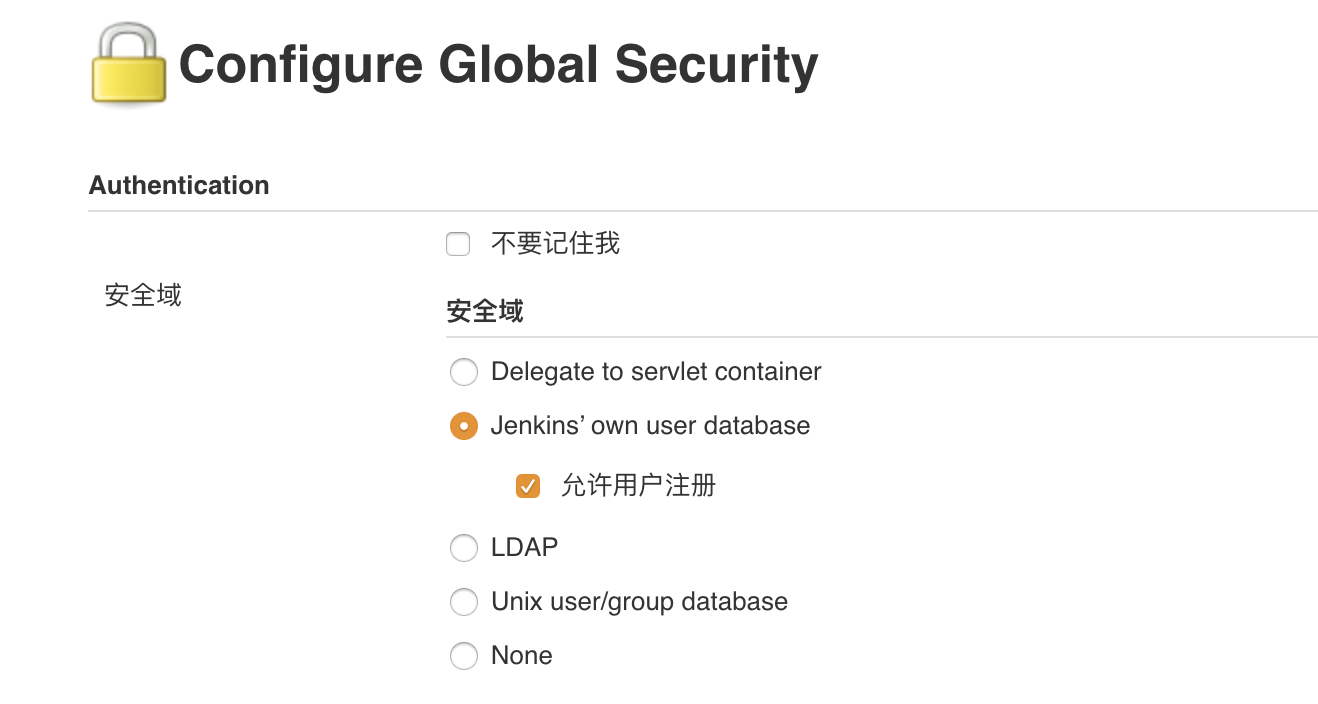 Configure Global Security
Authentication
不要记住我
安全域
安全域
Delegate to servlet container
Jenkins’ own user database
允许用户注册
LDAP
Unix user/group database
None